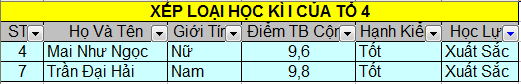 XẾP LOẠI HỌC KÌ I CỦA TỔ 4
ST Họ Và Tên Giới Tín Điểm TB Cộn Hạnh Kiể Học Lự
4 Mai Như Ngọc Nữ 9,6 Tốt Xuất Sắc
7 Trần Đại Hải Nam 9,8 Tốt Xuất Sắc